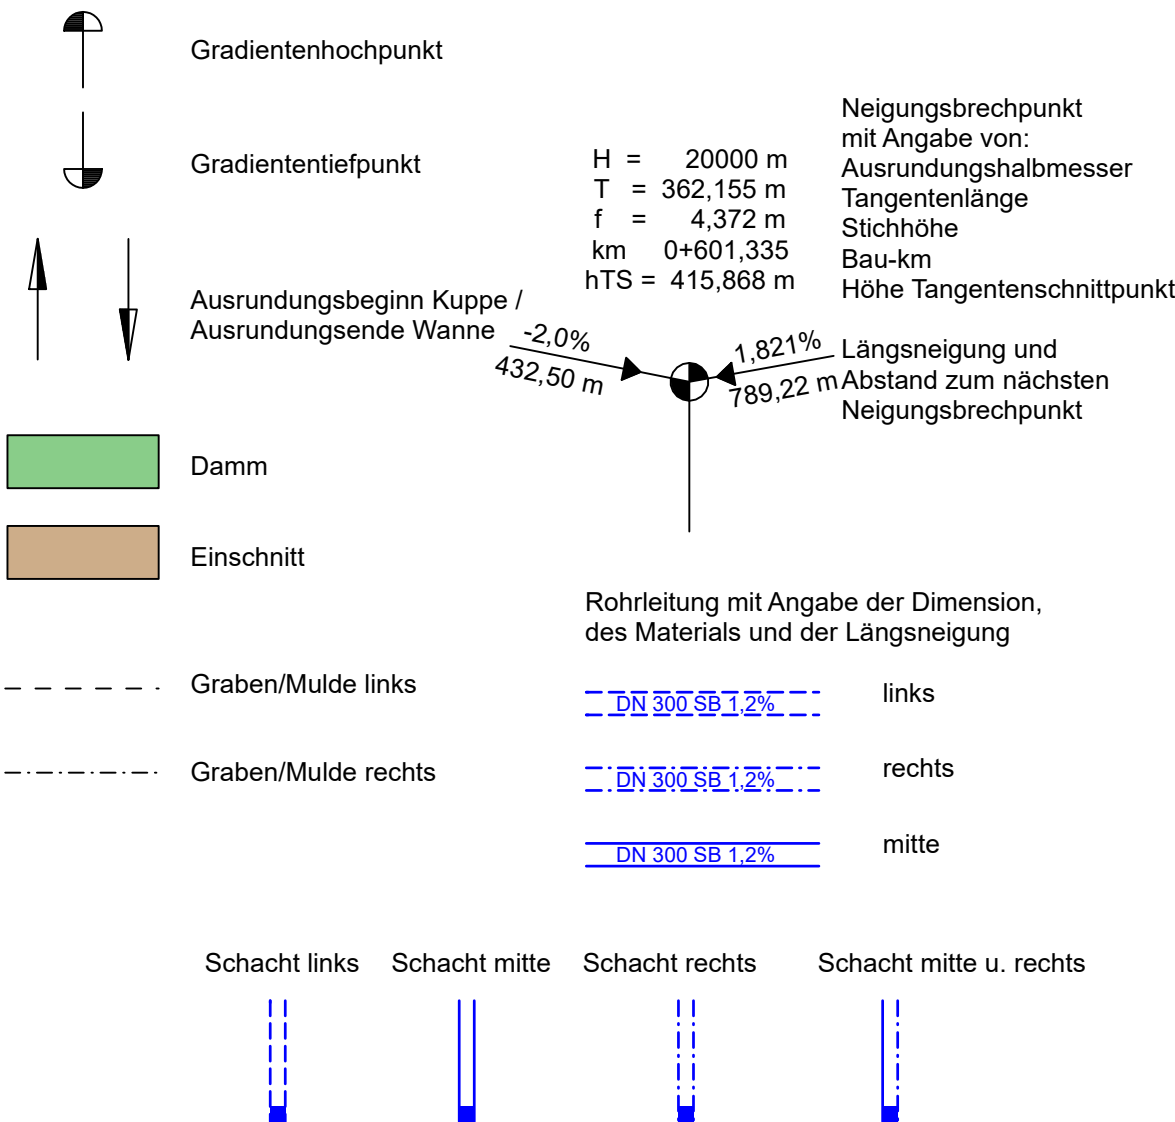 Gradientenhochpunkt
Gradiententiefpunkt
H = 20000 m
T = 362,155 m
f = 4,372 m
km 0+601,335
hTS = 415,868 m
Neigungsbrechpunkt
mit Angabe von:
Ausrundungshalbmesser
Tangentenlänge
Stichhöhe
Bau-km
Höhe Tangentenschnittpunkt
Ausrundungsbeginn Kuppe /
Ausrundungsende Wanne
-2,0%
432,50 m
1,821%
789,22 m
Längsneigung und
Abstand zum nächsten
Neigungsbrechpunkt
Damm
Einschnitt
Rohrleitung mit Angabe der Dimension,
des Materials und der Längsneigung
Graben/Mulde links
DN 300 SB 1,2%
links
Graben/Mulde rechts
DN 300 SB 1,2%
rechts
DN 300 SB 1,2%
mitte
Schacht links
Schacht mitte
Schacht rechts
Schacht mitte u. rechts